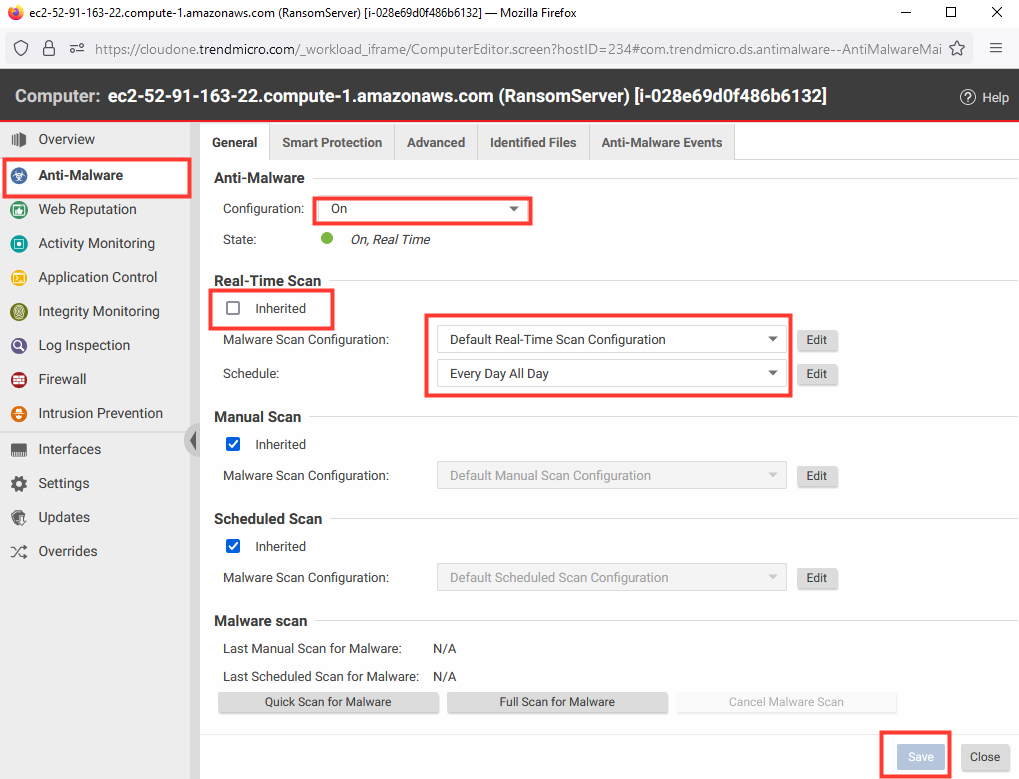 ec2-52-91-163-22.compute-1.amazonaws.com (RansomServer) [i-028e69d0f486b6132] — Mozilla Firefox
https://cloudone.trendmicro.com/_workload_iframe/ComputerEditor.screen?hostID=234#com.trendmicro.ds.antimalware--AntiMalwareMai
Computer: ec2-52-91-163-22.compute-1.amazonaws.com (RansomServer) [i-028e69d0f486b6132]
Help
Overview
Anti-Malware
Web Reputation
Activity Monitoring
Application Control
Integrity Monitoring
Log Inspection
Firewall
Intrusion Prevention
Interfaces
Settings
Updates
Overrides
General Smart Protection Advanced Identified Files Anti-Malware Events
Anti-Malware
Configuration: On
State: On, Real Time
Real-Time Scan
Inherited
Malware Scan Configuration: Default Real-Time Scan Configuration Edit
Schedule: Every Day All Day Edit
Manual Scan
Inherited
Malware Scan Configuration: Default Manual Scan Configuration Edit
Scheduled Scan
Inherited
Malware Scan Configuration: Default Scheduled Scan Configuration Edit
Malware scan
Last Manual Scan for Malware: N/A
Last Scheduled Scan for Malware: N/A
Quick Scan for Malware Full Scan for Malware Cancel Malware Scan
Save Close